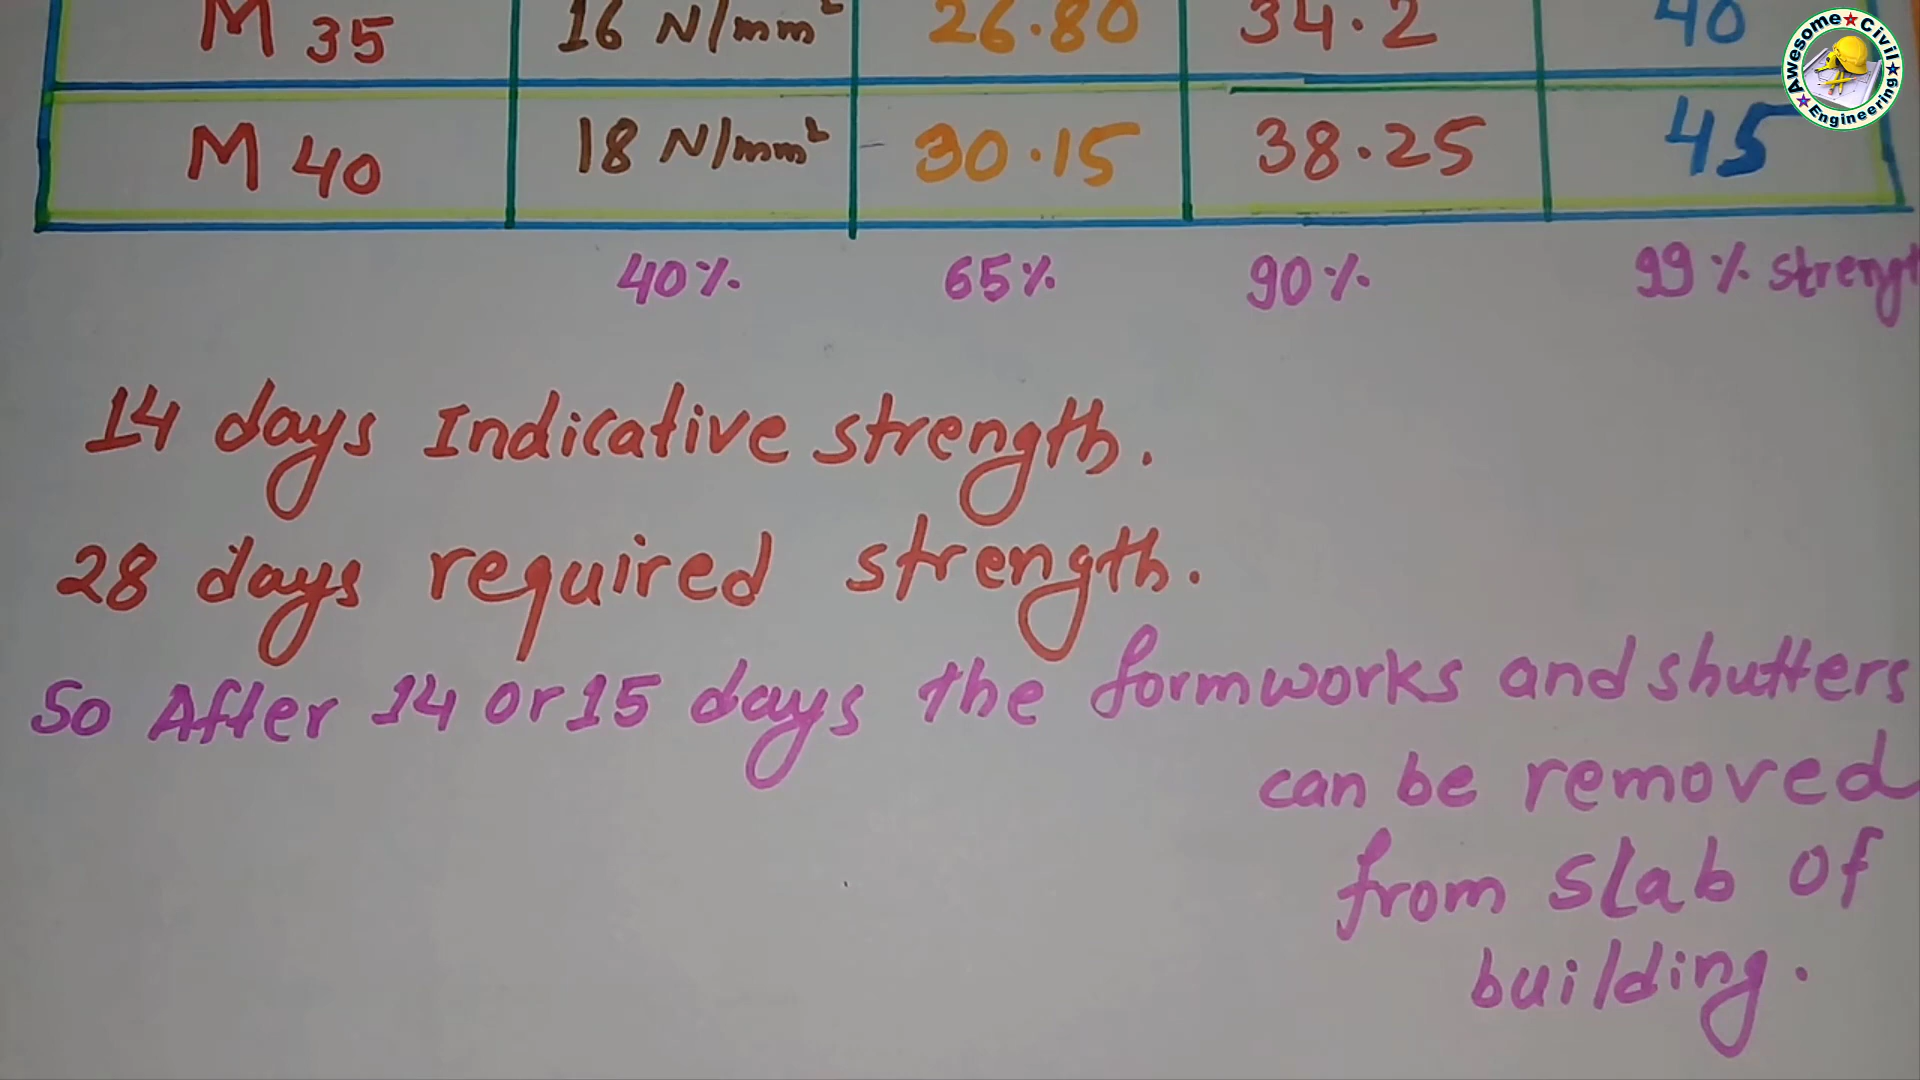 M 35 16 N/mm² 26.80 34.2 40
M 40 18 N/mm² 30.15 38.25 45
40% 65% 90% 99% strengt
14 days Indicative strength.
28 days required strength.
So After 14 or 15 days the formworks and shutters
can be removed
from slab of
building.
Awesome Civil
Engineering